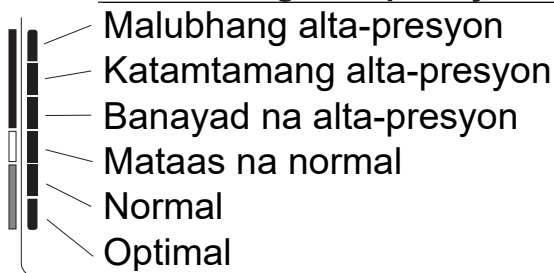 Malubhang alta-presyon
Katamtamang alta-presyon
Banayad na alta-presyon
Mataas na normal
Normal
Optimal